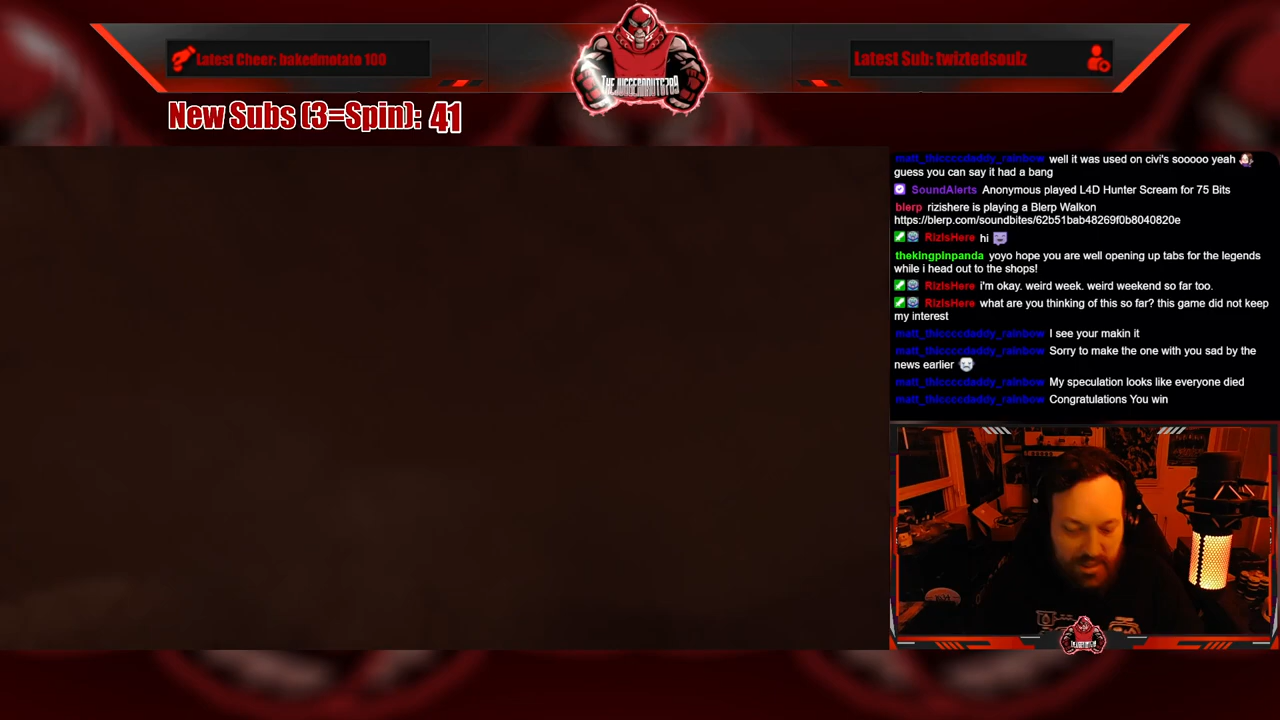 Latest Cheer: bakedmotato 100
THEJUGGERNAUT6789
Latest Sub: twiztedsoulz
New Subs (3=Spin): 41
matt_thiccccdaddy_rainbow well it was used on civi's sooooo yeah
guess you can say it had a bang
SoundAlerts Anonymous played L4D Hunter Scream for 75 Bits
blerp rizishere is playing a Blerp Walkon
https://blerp.com/soundbites/62b51bab48269f0b8040820e
RizIsHere hi
thekingpinpanda yoyo hope you are well opening up tabs for the legends
while i head out to the shops!
RizIsHere i'm okay. weird week. weird weekend so far too.
RizIsHere what are you thinking of this so far? this game did not keep
my interest
matt_thiccccdaddy_rainbow I see your makin it
matt_thiccccdaddy_rainbow Sorry to make the one with you sad by the
news earlier
matt_thiccccdaddy_rainbow My speculation looks like everyone died
matt_thiccccdaddy_rainbow Congratulations You win